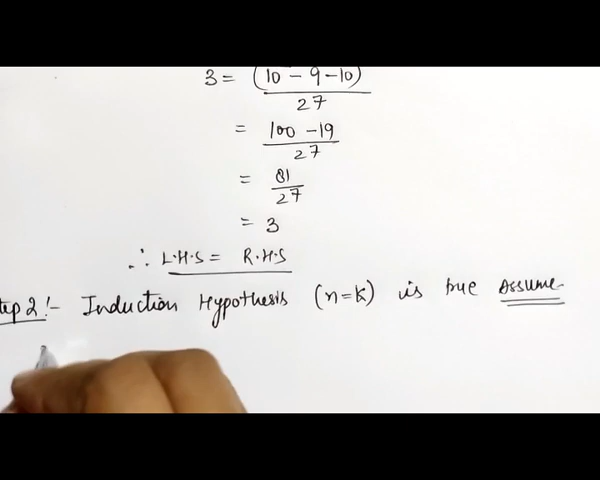 3 = (10 - 9 - 10)
27
= 100 - 19
27
= 81
27
= 3
∴ L.H.S = R.H.S
tep 2:- Induction Hypothesis (n=k) is true Assume